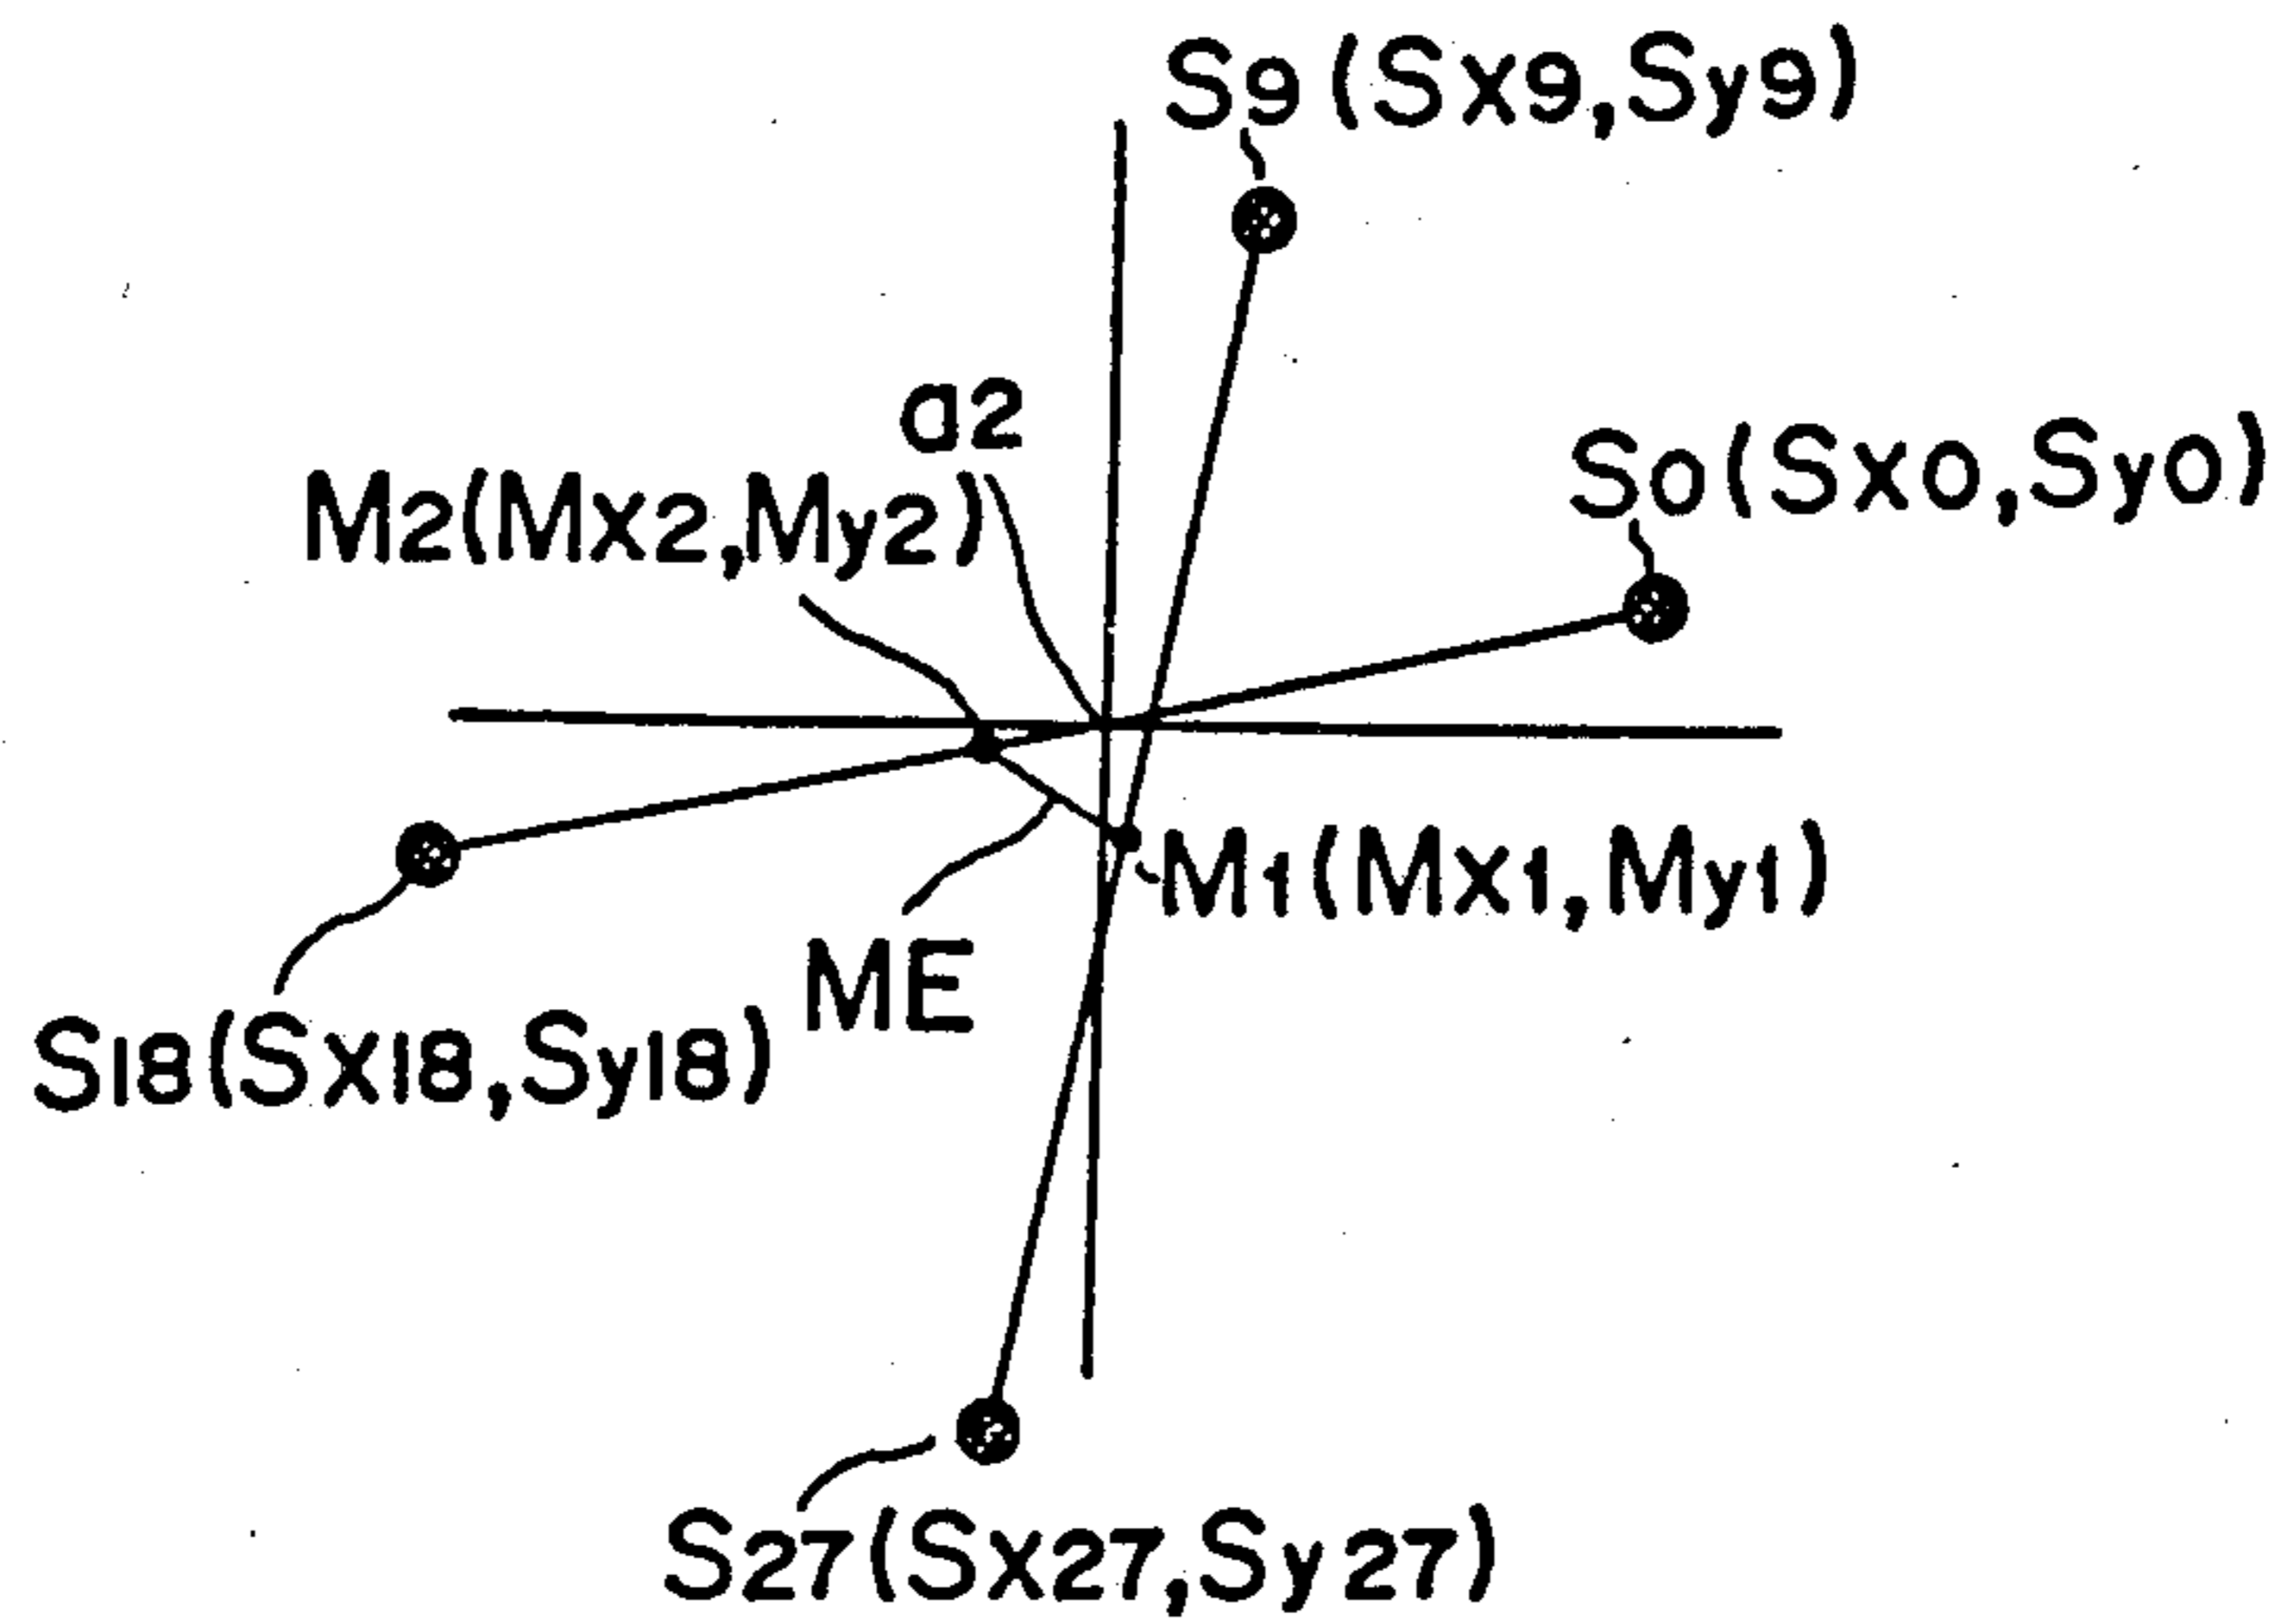 S9(Sx9,Sy9)
a2
S0(Sx0,Sy0)
M2(Mx2,My2)
M1(Mx1,My1)
ME
S18(Sx18,Sy18)
S27(Sx27,Sy27)